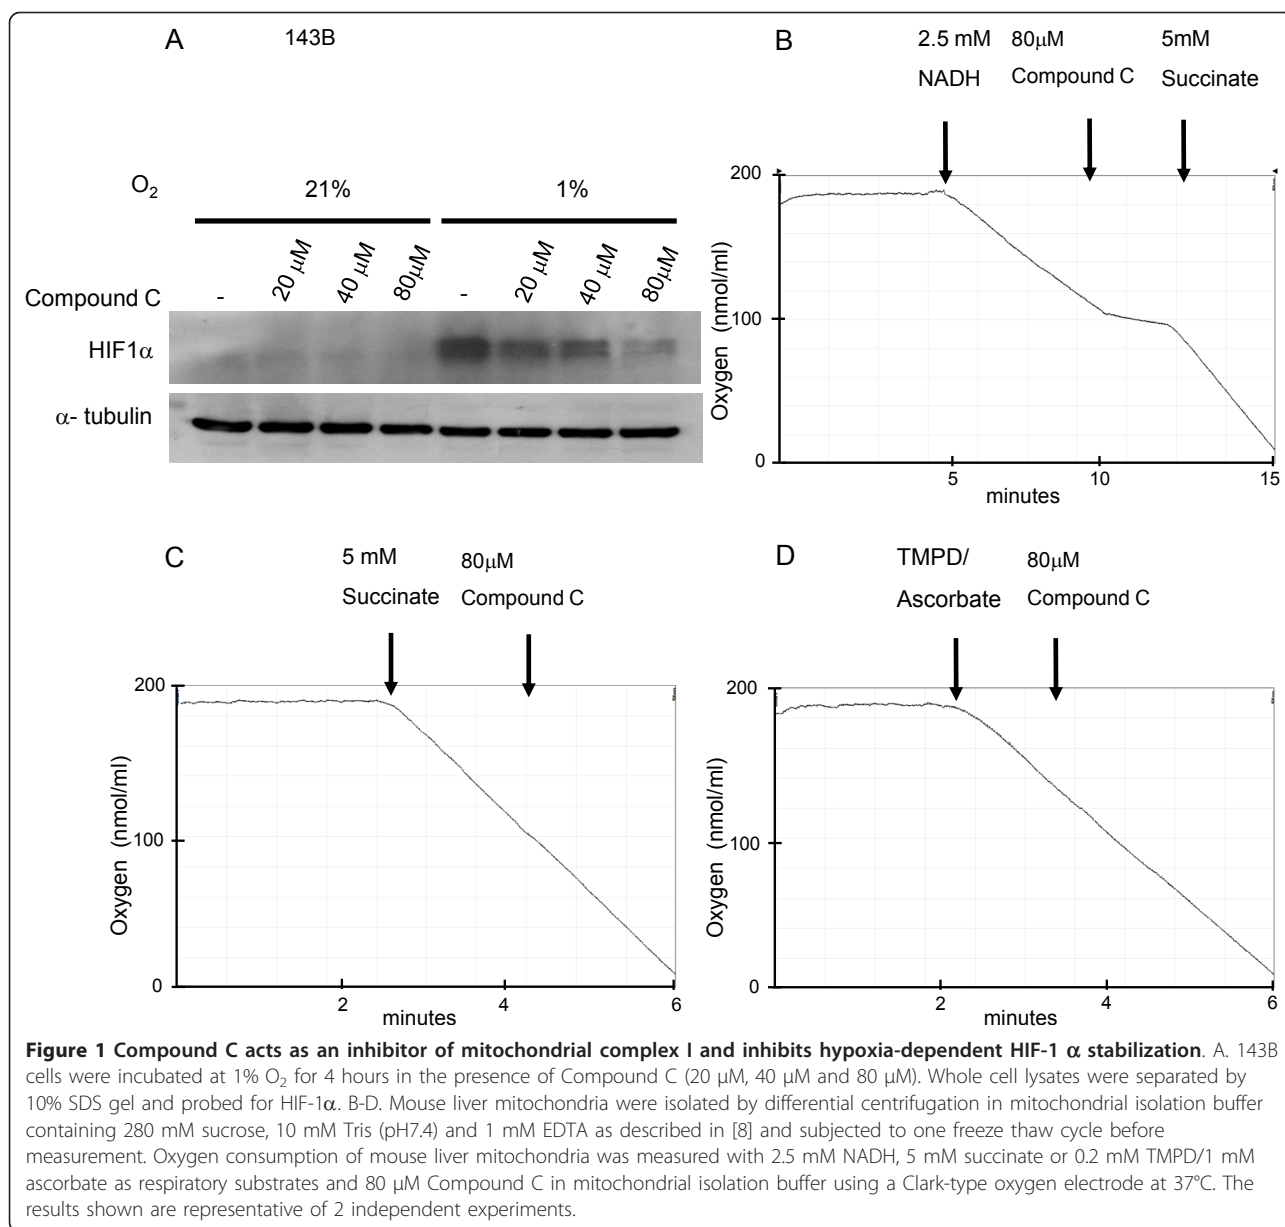 A
143B
O2
21%
1%
Compound C
-
20 μM
40 μM
80μM
-
20 μM
40 μM
80μM
HIF1α
α- tubulin
B
2.5 mM
NADH
80μM
Compound C
5mM
Succinate
200
100
0
Oxygen (nmol/ml)
5
10
15
minutes
C
5 mM
Succinate
80μM
Compound C
200
100
0
Oxygen (nmol/ml)
2
4
6
minutes
D
TMPD/
Ascorbate
80μM
Compound C
200
100
0
Oxygen (nmol/ml)
2
4
6
minutes
Figure 1 Compound C acts as an inhibitor of mitochondrial complex I and inhibits hypoxia-dependent HIF-1 α stabilization. A. 143B
cells were incubated at 1% O2 for 4 hours in the presence of Compound C (20 μM, 40 μM and 80 μM). Whole cell lysates were separated by
10% SDS gel and probed for HIF-1α. B-D. Mouse liver mitochondria were isolated by differential centrifugation in mitochondrial isolation buffer
containing 280 mM sucrose, 10 mM Tris (pH7.4) and 1 mM EDTA as described in [8] and subjected to one freeze thaw cycle before
measurement. Oxygen consumption of mouse liver mitochondria was measured with 2.5 mM NADH, 5 mM succinate or 0.2 mM TMPD/1 mM
ascorbate as respiratory substrates and 80 μM Compound C in mitochondrial isolation buffer using a Clark-type oxygen electrode at 37°C. The
results shown are representative of 2 independent experiments.